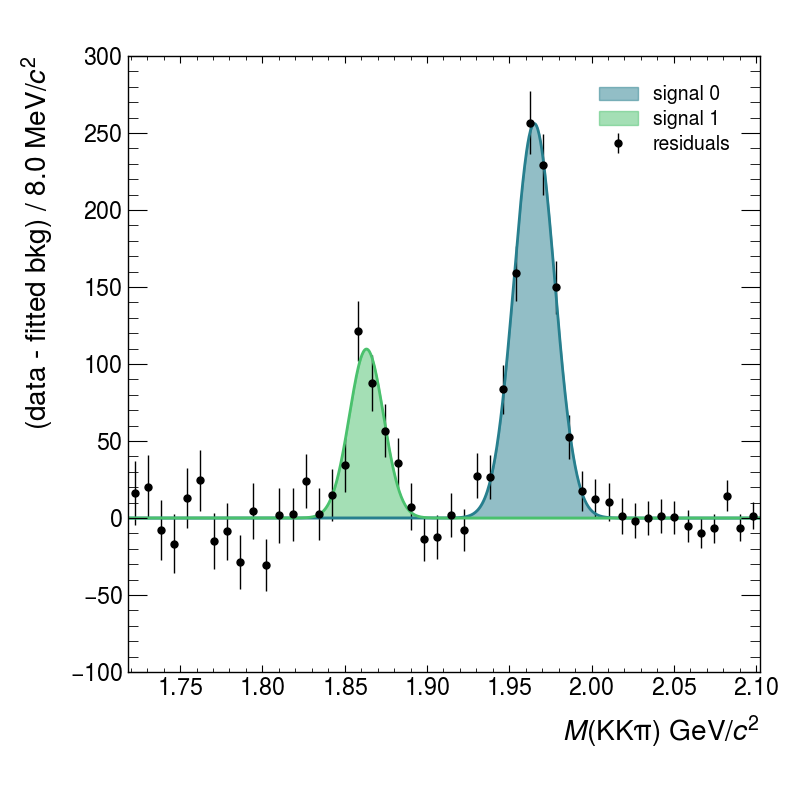 (data - fitted bkg) / 8.0 MeV/c²
300
250
200
150
100
50
0
−50
−100
signal 0
signal 1
residuals
1.75 1.80 1.85 1.90 1.95 2.00 2.05 2.10
M(KKπ) GeV/c²